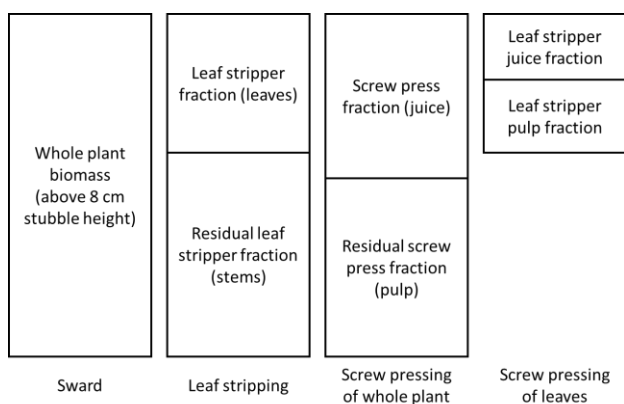 Whole plant
biomass
(above 8 cm
stubble height)
Leaf stripper
fraction (leaves)
Residual leaf
stripper fraction
(stems)
Screw press
fraction (juice)
Residual screw
press fraction
(pulp)
Leaf stripper
juice fraction
Leaf stripper
pulp fraction
Sward
Leaf stripping
Screw pressing
of whole plant
Screw pressing
of leaves